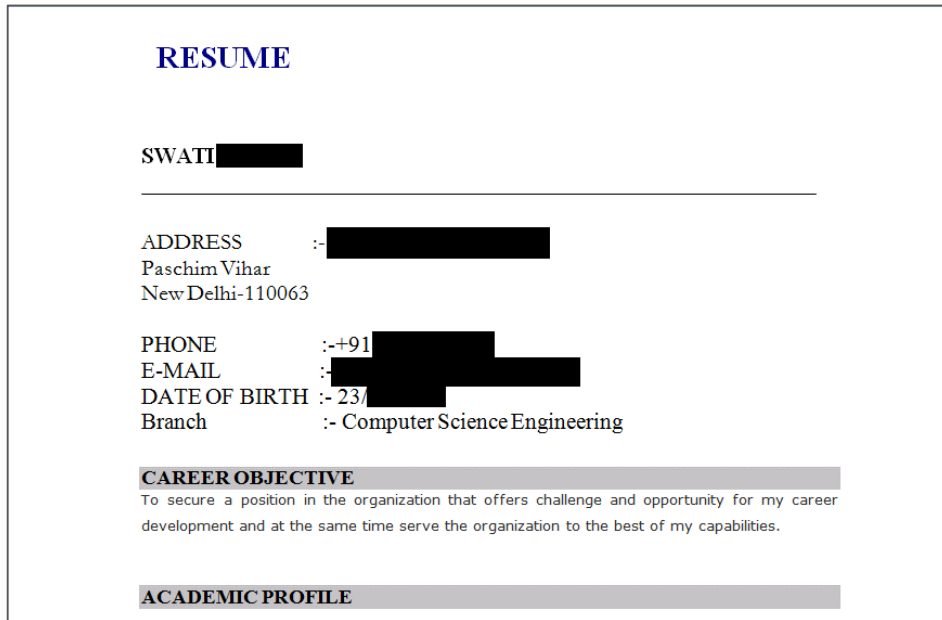 RESUME
SWATI
ADDRESS :-
Paschim Vihar
New Delhi-110063
PHONE :-+91
E-MAIL :-
DATE OF BIRTH :- 23/
Branch :- Computer Science Engineering
CAREER OBJECTIVE
To secure a position in the organization that offers challenge and opportunity for my career
development and at the same time serve the organization to the best of my capabilities.
ACADEMIC PROFILE